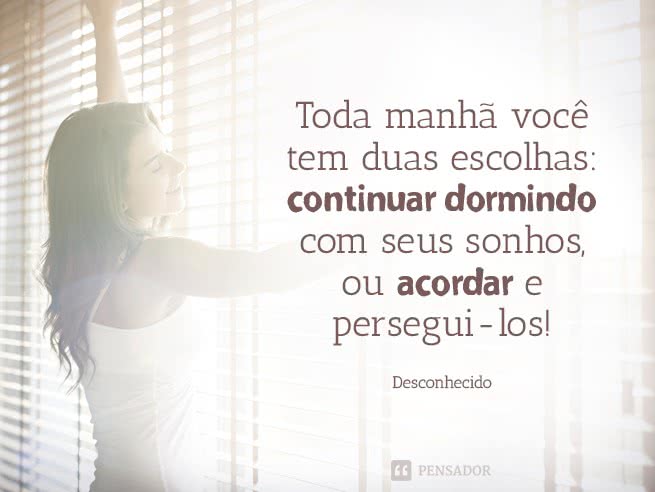 Toda manhã você
tem duas escolhas:
continuar dormindo
com seus sonhos,
ou acordar e
persegui-los!
Desconhecido
PENSADOR